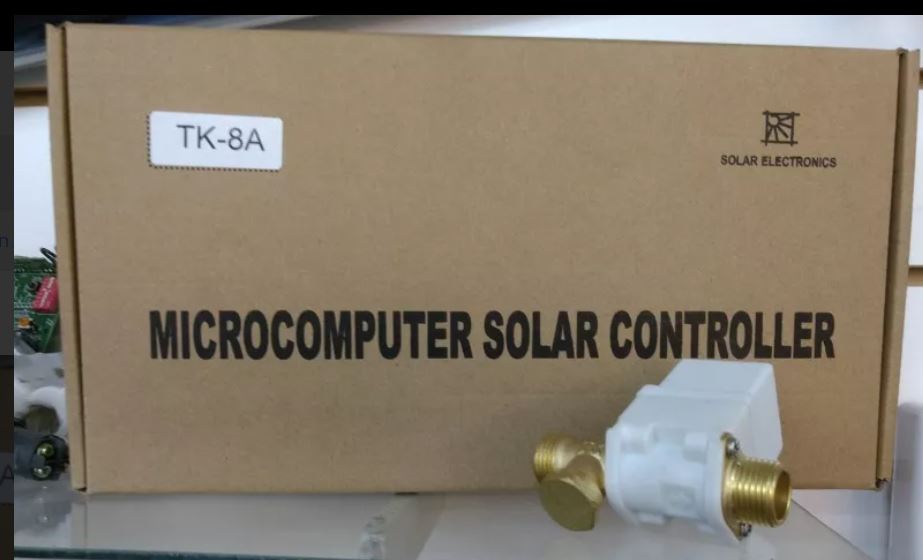 TK-8A
SOLAR ELECTRONICS
MICROCOMPUTER SOLAR CONTROLLER